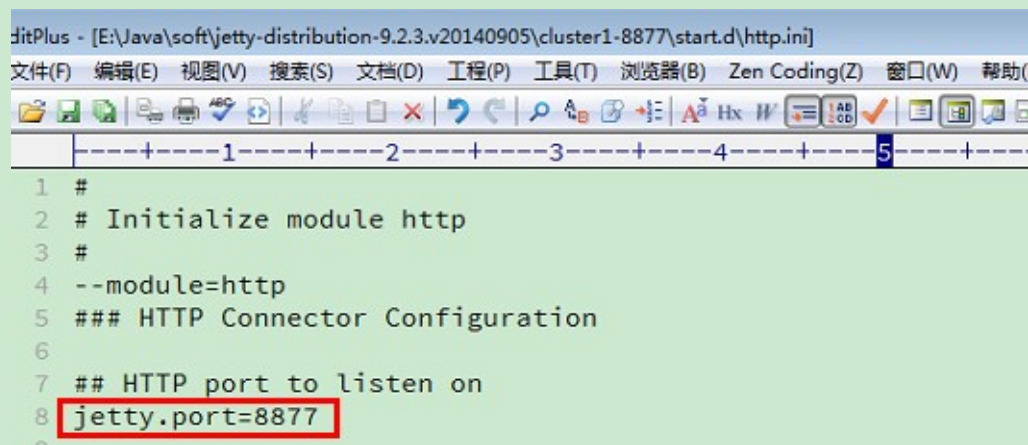 ditPlus - [E:\Java\soft\jetty-distribution-9.2.3.v20140905\cluster1-8877\start.d\http.ini]
文件(F) 编辑(E) 视图(V) 搜索(S) 文档(D) 工程(P) 工具(T) 浏览器(B) Zen Coding(Z) 窗口(W) 帮助(
----+----1----+----2----+----3----+----4----+----5----+----
1 #
2 # Initialize module http
3 #
4 --module=http
5 ### HTTP Connector Configuration
6
7 ## HTTP port to listen on
8 jetty.port=8877